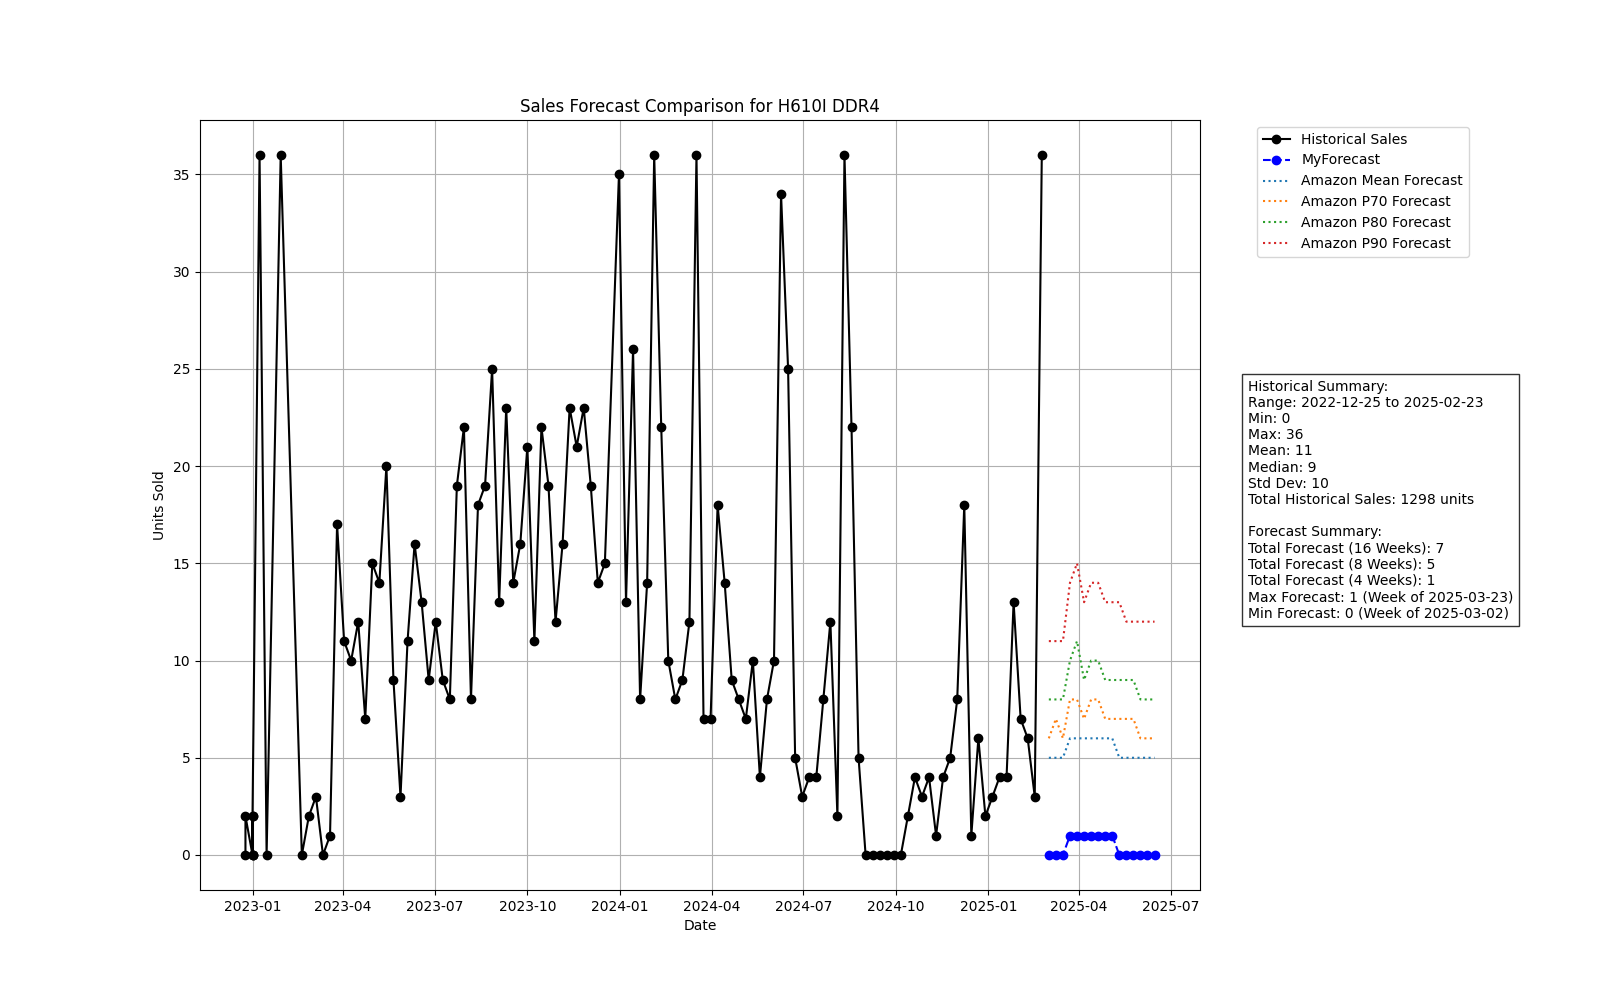 Sales Forecast Comparison for H610I DDR4
Units Sold
35
30
25
20
15
10
5
0
2023-01 2023-04 2023-07 2023-10 2024-01 2024-04 2024-07 2024-10 2025-01 2025-04 2025-07
Date
Historical Sales
MyForecast
Amazon Mean Forecast
Amazon P70 Forecast
Amazon P80 Forecast
Amazon P90 Forecast
Historical Summary:
Range: 2022-12-25 to 2025-02-23
Min: 0
Max: 36
Mean: 11
Median: 9
Std Dev: 10
Total Historical Sales: 1298 units
Forecast Summary:
Total Forecast (16 Weeks): 7
Total Forecast (8 Weeks): 5
Total Forecast (4 Weeks): 1
Max Forecast: 1 (Week of 2025-03-23)
Min Forecast: 0 (Week of 2025-03-02)